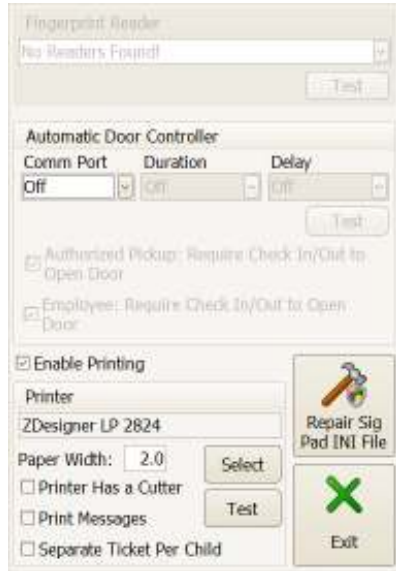 Fingerprint Reader
No Readers Found!
Test
Automatic Door Controller
Comm Port Duration Delay
Off Off Off
Test
Authorized Pickup: Require Check In/Out to
Open Door
Employee: Require Check In/Out to Open
Door
Enable Printing
Printer
ZDesigner LP 2824
Paper Width: 2.0
Select
Printer Has a Cutter
Print Messages
Test
Separate Ticket Per Child
Repair Sig
Pad INI File
Exit